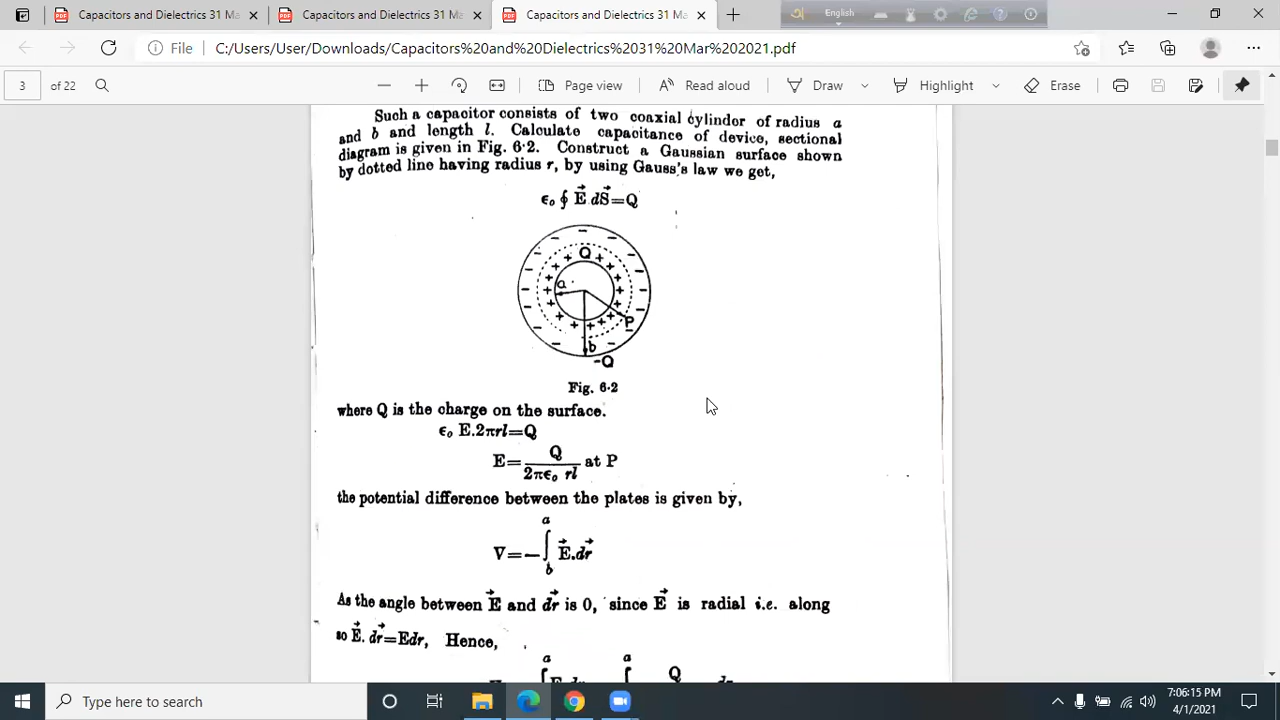 Capacitors and Dielectrics 31 Ma
Capacitors and Dielectrics 31 Ma
Capacitors and Dielectrics 31 Ma
English
File
C:/Users/User/Downloads/Capacitors%20and%20Dielectrics%2031%20Mar%202021.pdf
3 of 22
Page view
Read aloud
Draw
Highlight
Erase
Such a capacitor consists of two coaxial cylindor of radius a
and b and length l. Calculate capacitance of device, sectional
diagram is given in Fig. 6·2. Construct a Gaussian surface shown
by dotted line having radius r, by using Gauss's law we get,
ϵ₀ ∮ E⃗ dS⃗=Q
Q
a
P
b
-Q
Fig. 6·2
where Q is the charge on the surface.
ϵ₀ E.2πrl=Q
E= Q / 2πϵ₀ rl at P
the potential difference between the plates is given by,
V=−∫_b^a E⃗.dr⃗
As the angle between E⃗ and dr⃗ is 0, since E⃗ is radial i.e. along
so E⃗. dr⃗=Edr, Hence,
Type here to search
7:06:15 PM
4/1/2021